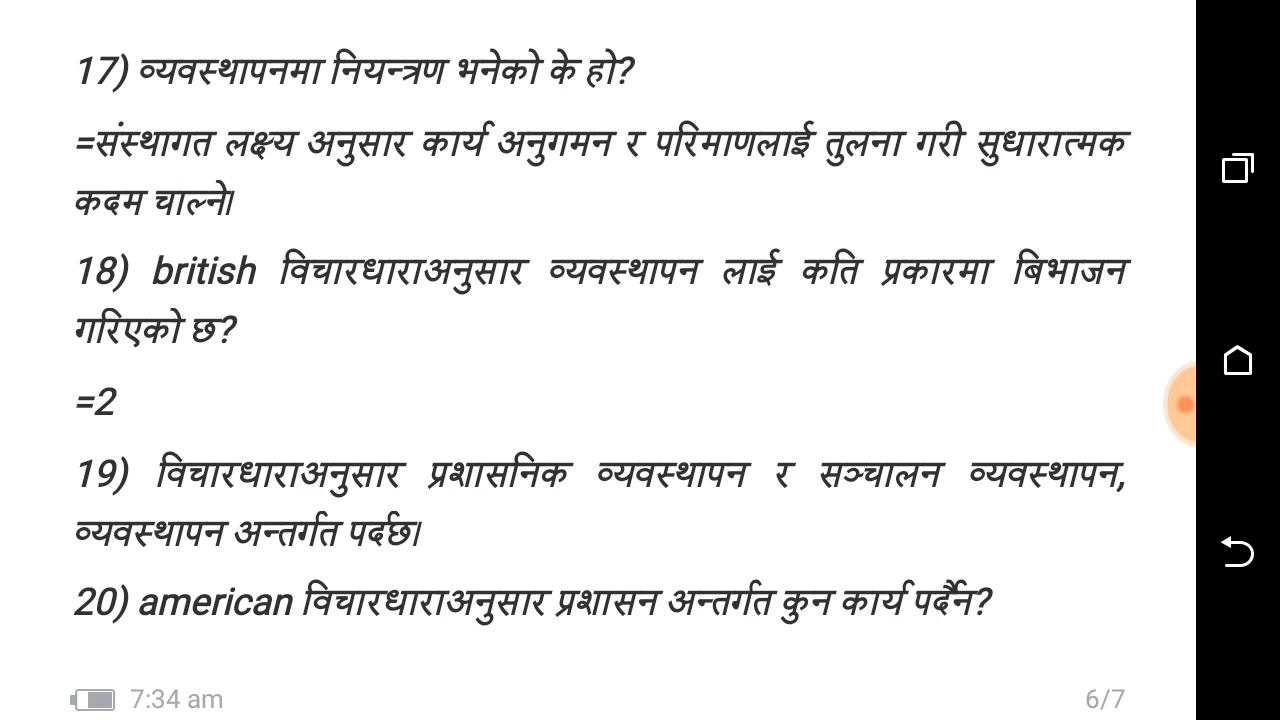 17) व्यवस्थापनमा नियन्त्रण भनेको के हो?
=संस्थागत लक्ष्य अनुसार कार्य अनुगमन र परिमाणलाई तुलना गरी सुधारात्मक
कदम चाल्ने।
18) british विचारधाराअनुसार व्यवस्थापन लाई कति प्रकारमा बिभाजन
गरिएको छ?
=2
19) विचारधाराअनुसार प्रशासनिक व्यवस्थापन र सञ्चालन व्यवस्थापन,
व्यवस्थापन अन्तर्गत पर्दछ।
20) american विचारधाराअनुसार प्रशासन अन्तर्गत कुन कार्य पर्दैन?
7:34 am 6/7